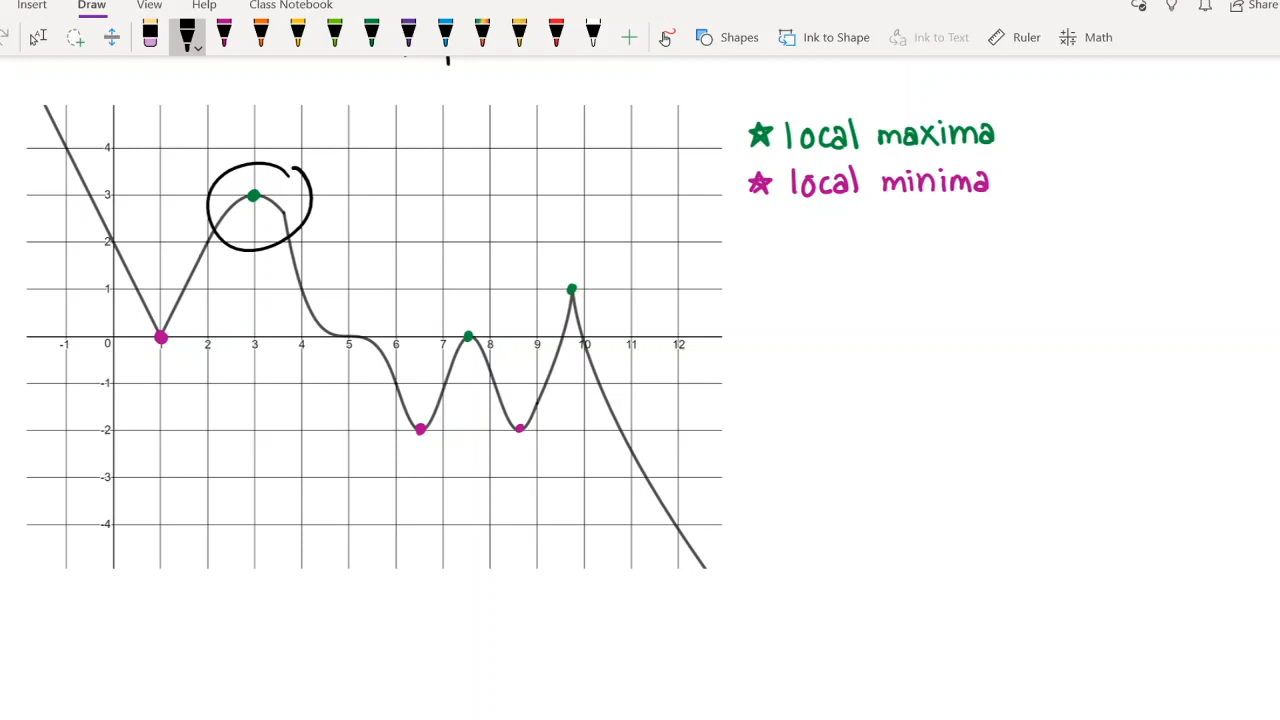 Insert Draw View Help Class Notebook Share
Shapes Ink to Shape Ink to Text Ruler Math
☆ local maxima
☆ local minima
4
3
2
1
-1 0 1 2 3 4 5 6 7 8 9 10 11 12
-1
-2
-3
-4